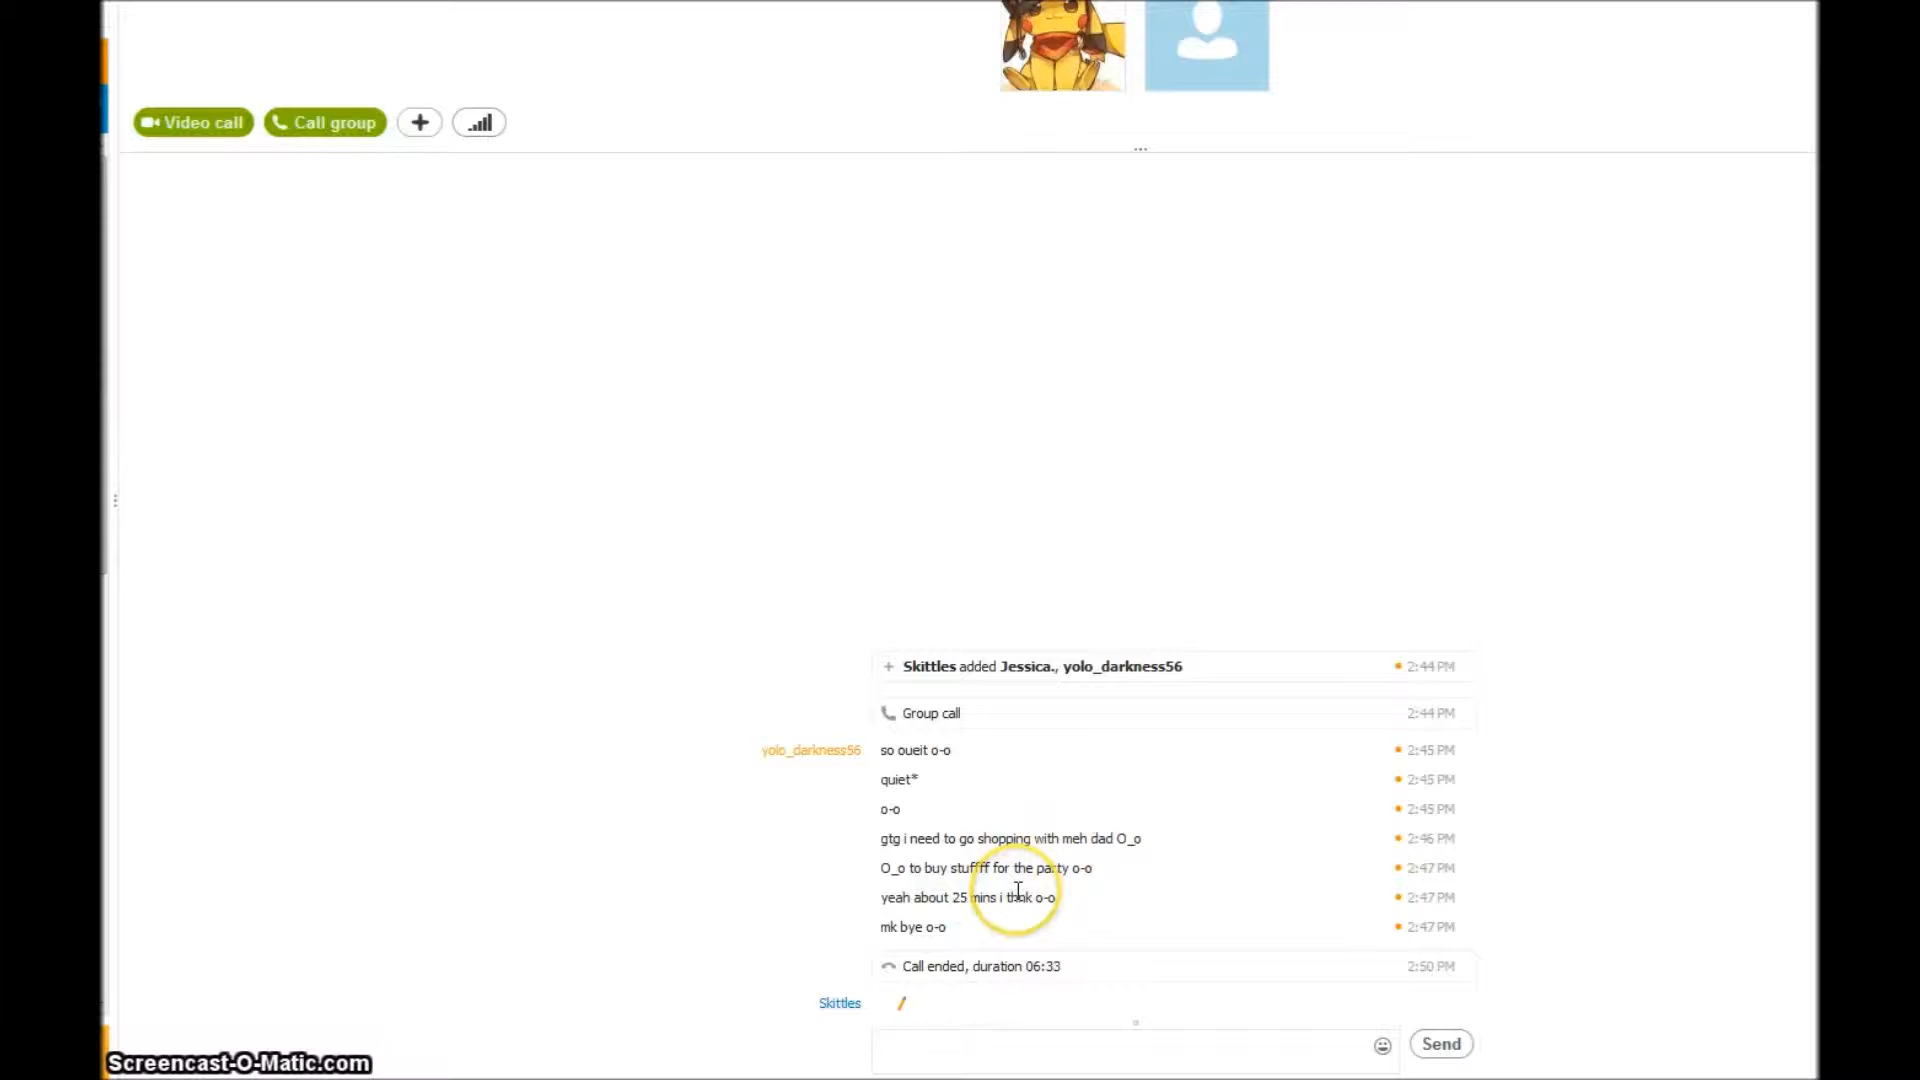 Video call
Call group
Skittles added Jessica., yolo_darkness56 2:44 PM
Group call 2:44 PM
yolo_darkness56 so oueit o-o 2:45 PM
quiet* 2:45 PM
o-o 2:45 PM
gtg i need to go shopping with meh dad O_o 2:46 PM
O_o to buy stuffff for the party o-o 2:47 PM
yeah about 25 mins i think o-o 2:47 PM
mk bye o-o 2:47 PM
Call ended, duration 06:33 2:50 PM
Skittles
Send
Screencast-O-Matic.com